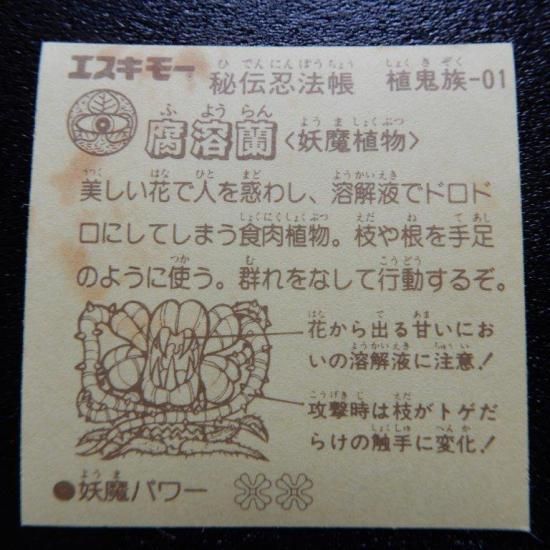 エスキモー 秘伝忍法帳 植鬼族-01
腐溶蘭〈妖魔植物〉
美しい花で人を惑わし、溶解液でドロド
ロにしてしまう食肉植物。枝や根を手足
のように使う。群れをなして行動するぞ。
花から出る甘いにお
いの溶解液に注意!
攻撃時は枝がトゲだ
らけの触手に変化!
●妖魔パワー